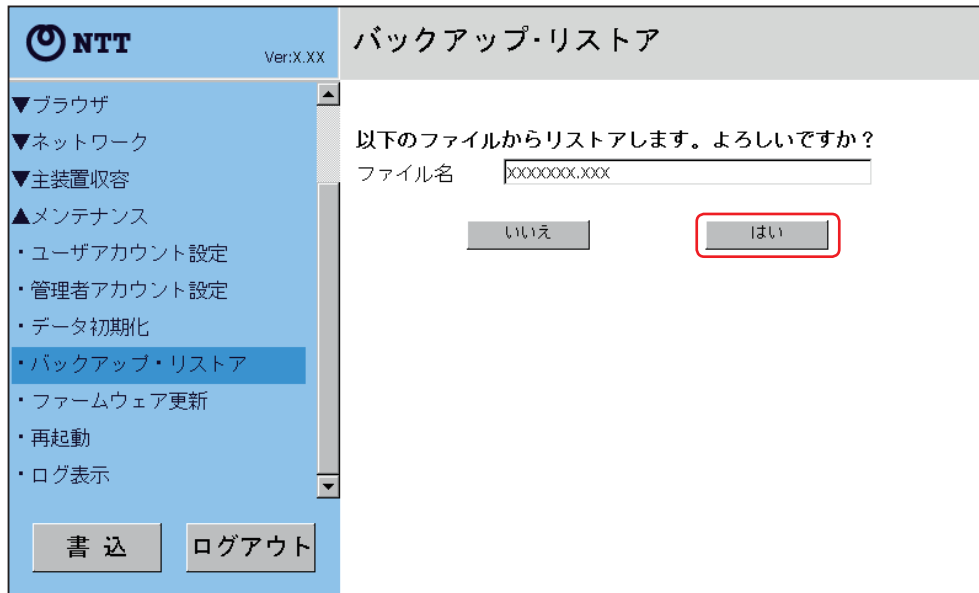 NTT
Ver:X.XX
バックアップ･リストア
▼ブラウザ
▼ネットワーク
▼主装置収容
▲メンテナンス
・ユーザアカウント設定
・管理者アカウント設定
・データ初期化
・バックアップ・リストア
・ファームウェア更新
・再起動
・ログ表示
書 込
ログアウト
以下のファイルからリストアします。よろしいですか？
ファイル名 XXXXXXX.XXX
いいえ
はい